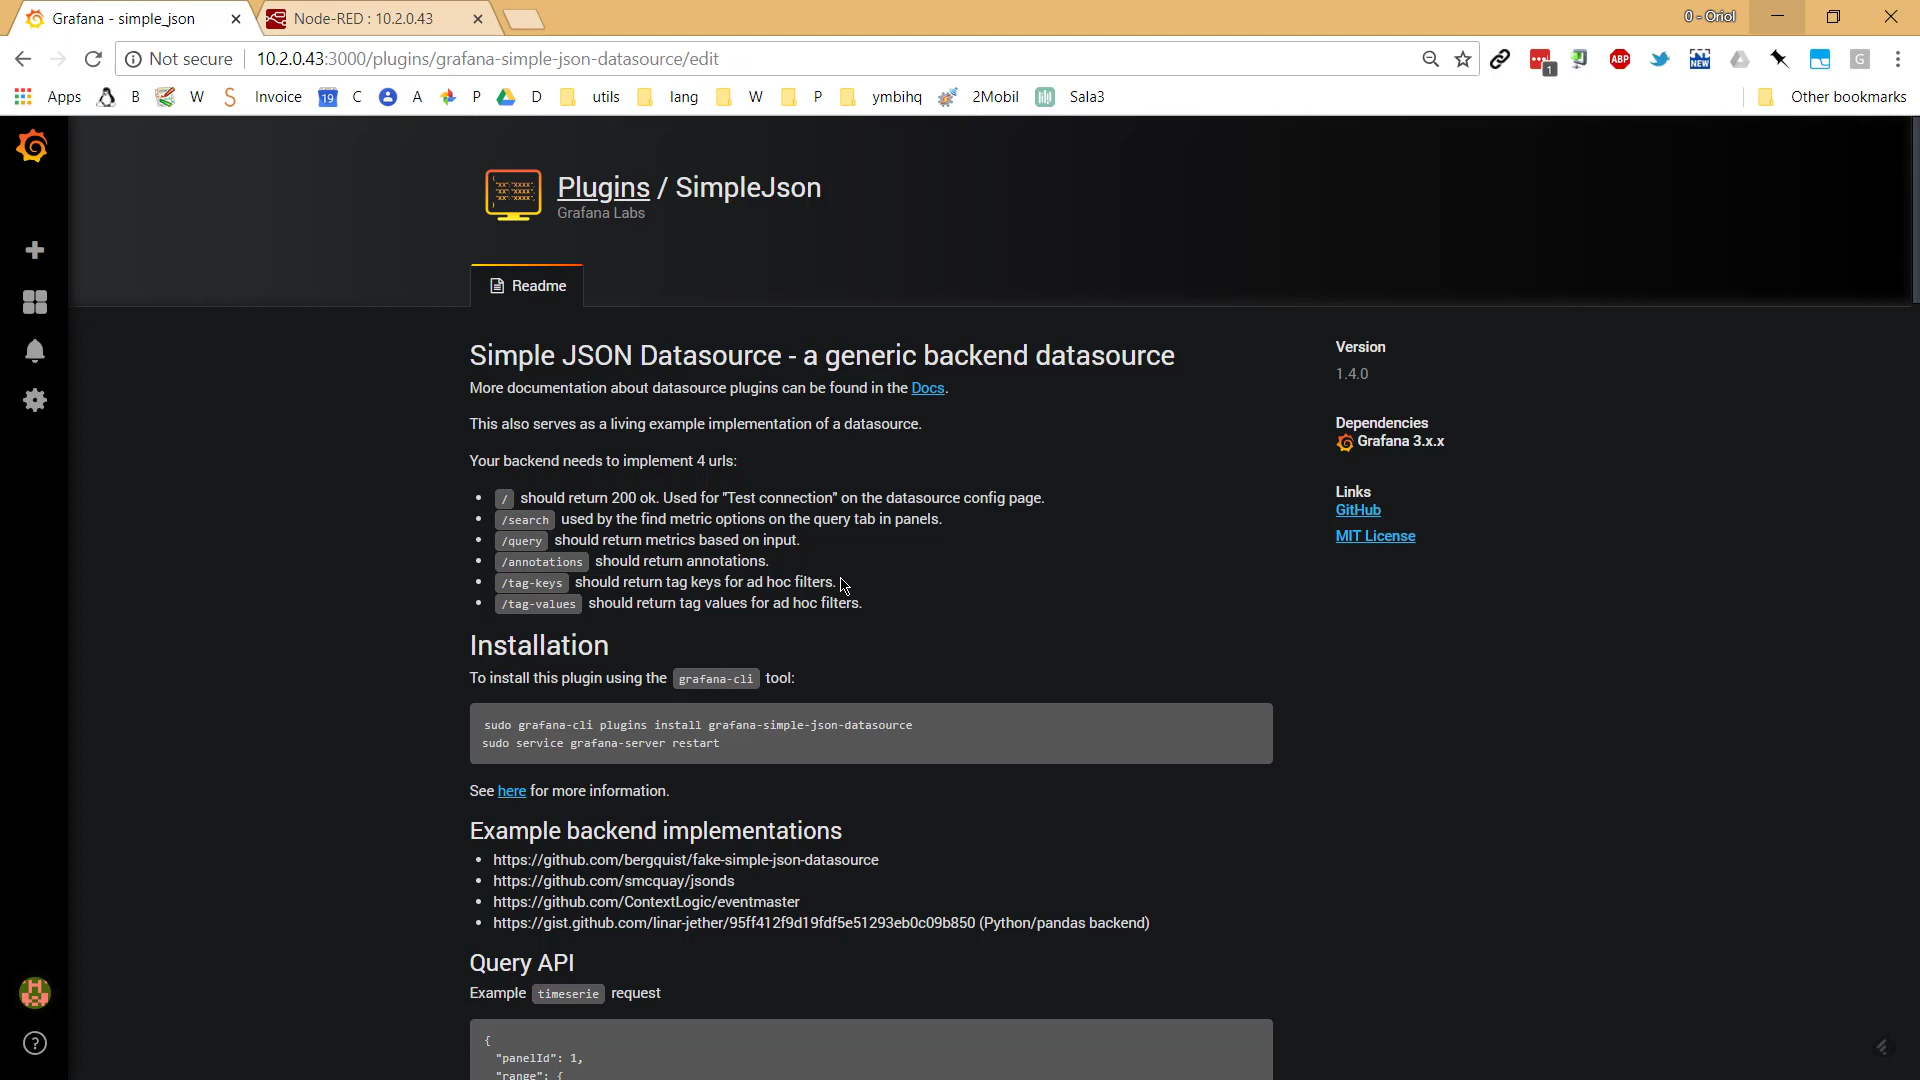 Grafana - simple_json
Node-RED : 10.2.0.43
0 - Oriol
Not secure
10.2.0.43:3000/plugins/grafana-simple-json-datasource/edit
1
ABP
NEW
G
Apps B W Invoice 19 C A P D utils lang W P ymbihq 2Mobil Sala3 Other bookmarks
Plugins / SimpleJson
Grafana Labs
Readme
Simple JSON Datasource - a generic backend datasource
More documentation about datasource plugins can be found in the Docs.
This also serves as a living example implementation of a datasource.
Your backend needs to implement 4 urls:
• / should return 200 ok. Used for "Test connection" on the datasource config page.
• /search used by the find metric options on the query tab in panels.
• /query should return metrics based on input.
• /annotations should return annotations.
• /tag-keys should return tag keys for ad hoc filters.
• /tag-values should return tag values for ad hoc filters.
Installation
To install this plugin using the grafana-cli tool:
sudo grafana-cli plugins install grafana-simple-json-datasource
sudo service grafana-server restart
See here for more information.
Example backend implementations
• https://github.com/bergquist/fake-simple-json-datasource
• https://github.com/smcquay/jsonds
• https://github.com/ContextLogic/eventmaster
• https://gist.github.com/linar-jether/95ff412f9d19fdf5e51293eb0c09b850 (Python/pandas backend)
Query API
Example timeserie request
{
"panelId": 1,
"range": {
Version
1.4.0
Dependencies
Grafana 3.x.x
Links
GitHub
MIT License